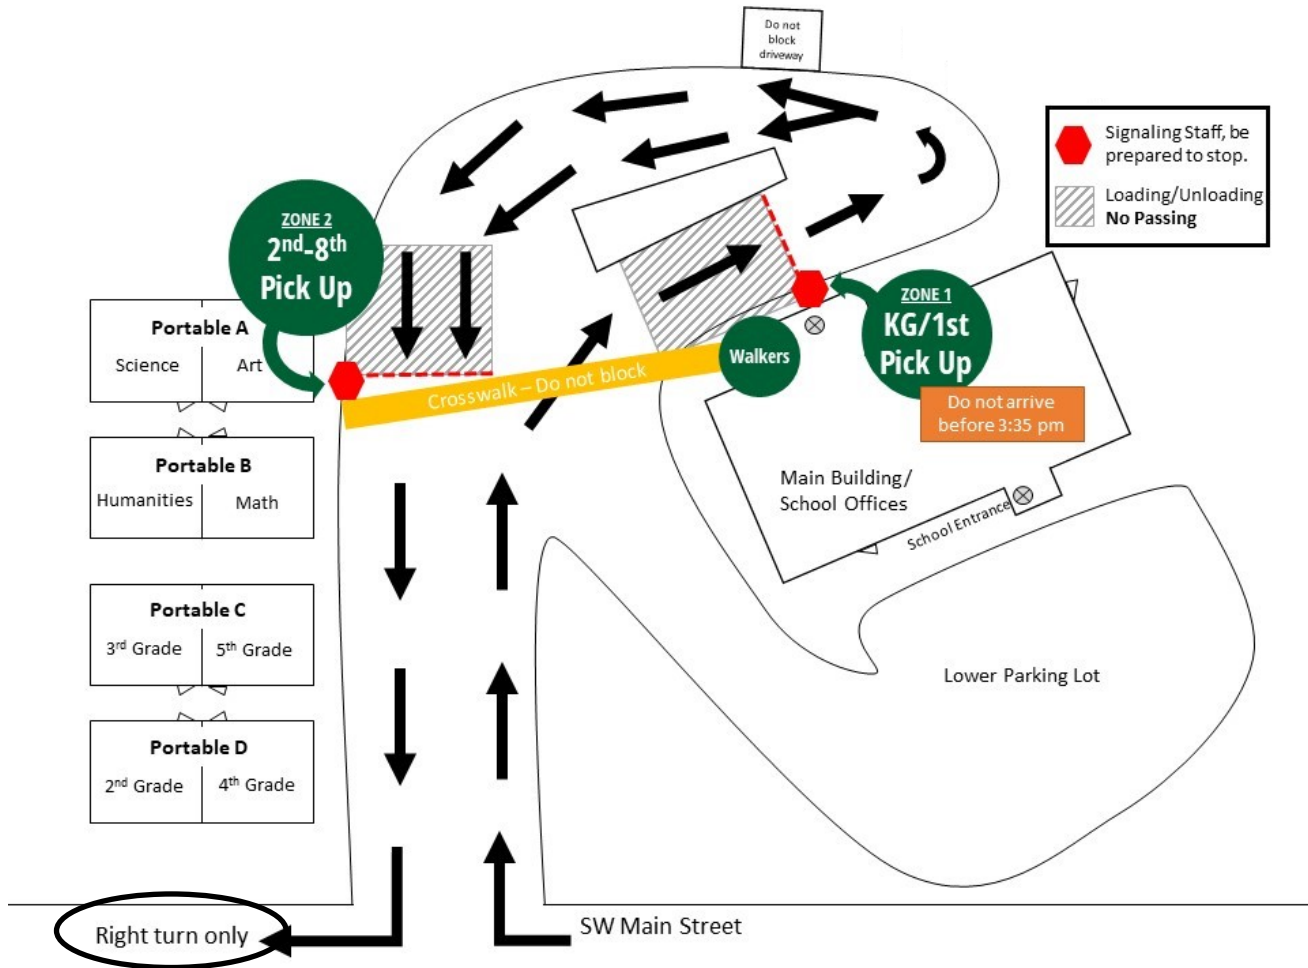 Do not
block
driveway
Signaling Staff, be
prepared to stop.
Loading/Unloading
No Passing
ZONE 2
2nd-8th
Pick Up
ZONE 1
KG/1st
Pick Up
Walkers
Do not arrive
before 3:35 pm
Crosswalk – Do not block
Portable A
Science Art
Portable B
Humanities Math
Main Building/
School Offices
School Entrance
Portable C
3rd Grade 5th Grade
Lower Parking Lot
Portable D
2nd Grade 4th Grade
Right turn only
SW Main Street